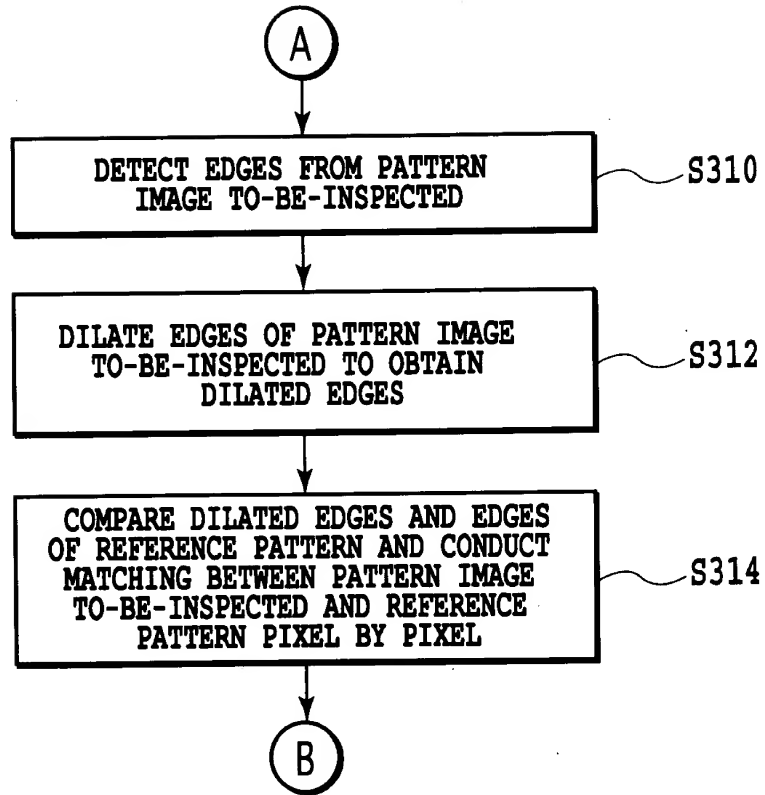 A
DETECT EDGES FROM PATTERN
IMAGE TO-BE-INSPECTED
S310
DILATE EDGES OF PATTERN IMAGE
TO-BE-INSPECTED TO OBTAIN
DILATED EDGES
S312
COMPARE DILATED EDGES AND EDGES
OF REFERENCE PATTERN AND CONDUCT
MATCHING BETWEEN PATTERN IMAGE
TO-BE-INSPECTED AND REFERENCE
PATTERN PIXEL BY PIXEL
S314
B